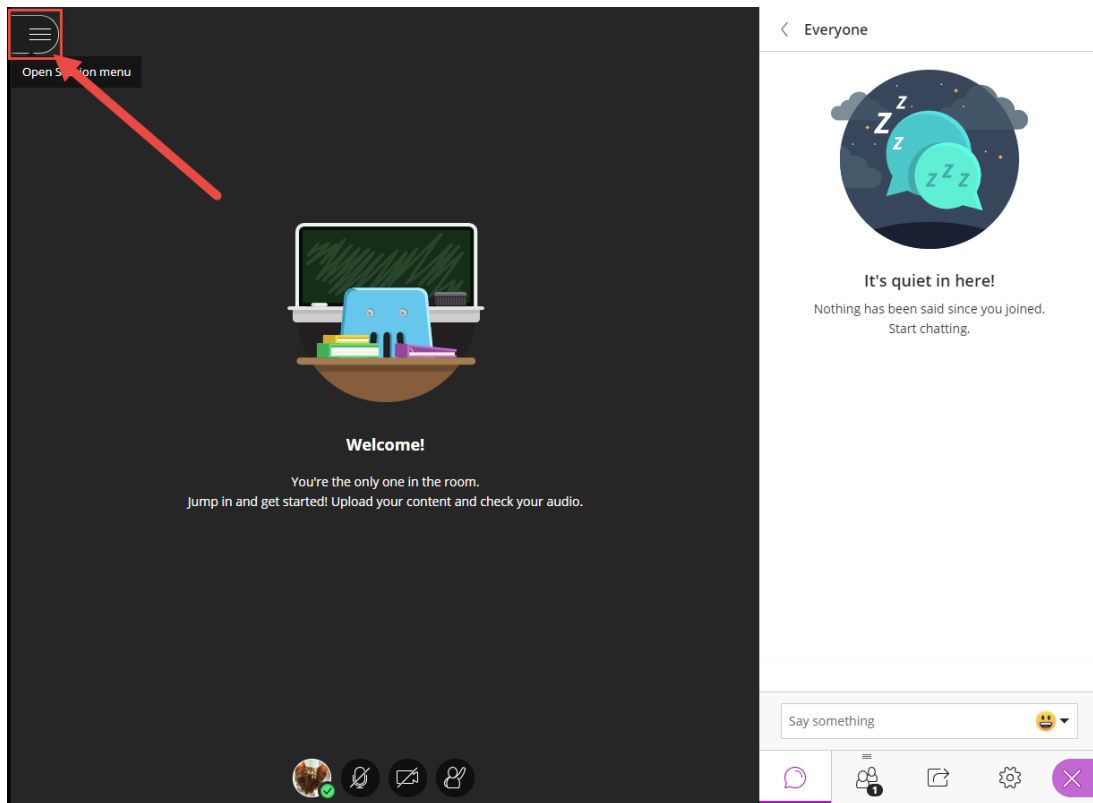 Open Session menu
Welcome!
You're the only one in the room.
Jump in and get started! Upload your content and check your audio.
Everyone
z
Z
z
z z z
It's quiet in here!
Nothing has been said since you joined.
Start chatting.
Say something
1